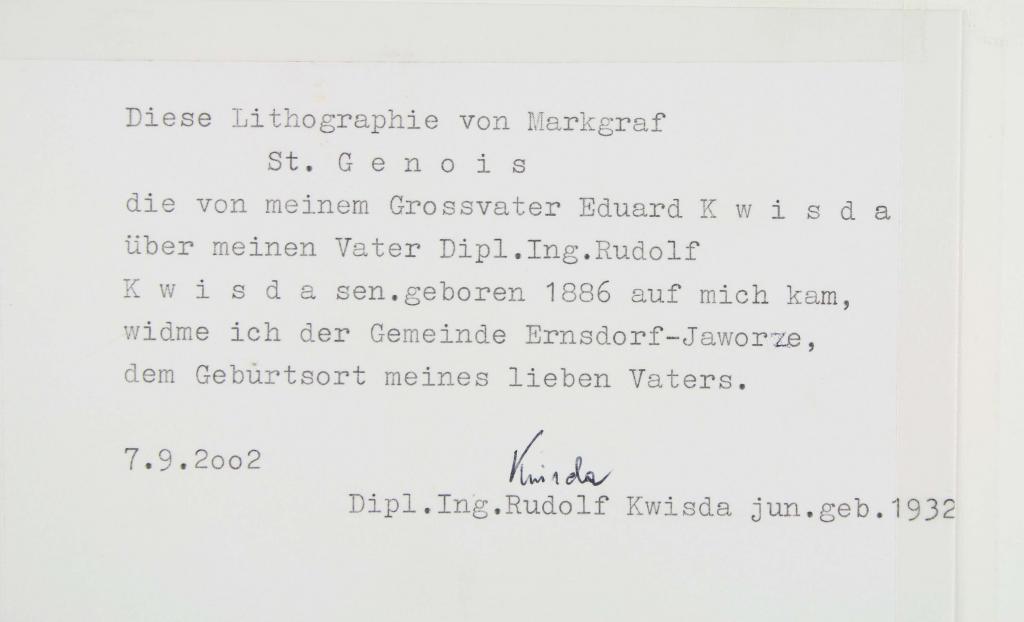 Diese Lithographie von Markgraf
St. G e n o i s
die von meinem Grossvater Eduard K w i s d a
über meinen Vater Dipl.Ing.Rudolf
K w i s d a sen.geboren 1886 auf mich kam,
widme ich der Gemeinde Ernsdorf-Jaworze,
dem Geburtsort meines lieben Vaters.
7.9.2oo2
Kwisda
Dipl.Ing.Rudolf Kwisda jun.geb.1932